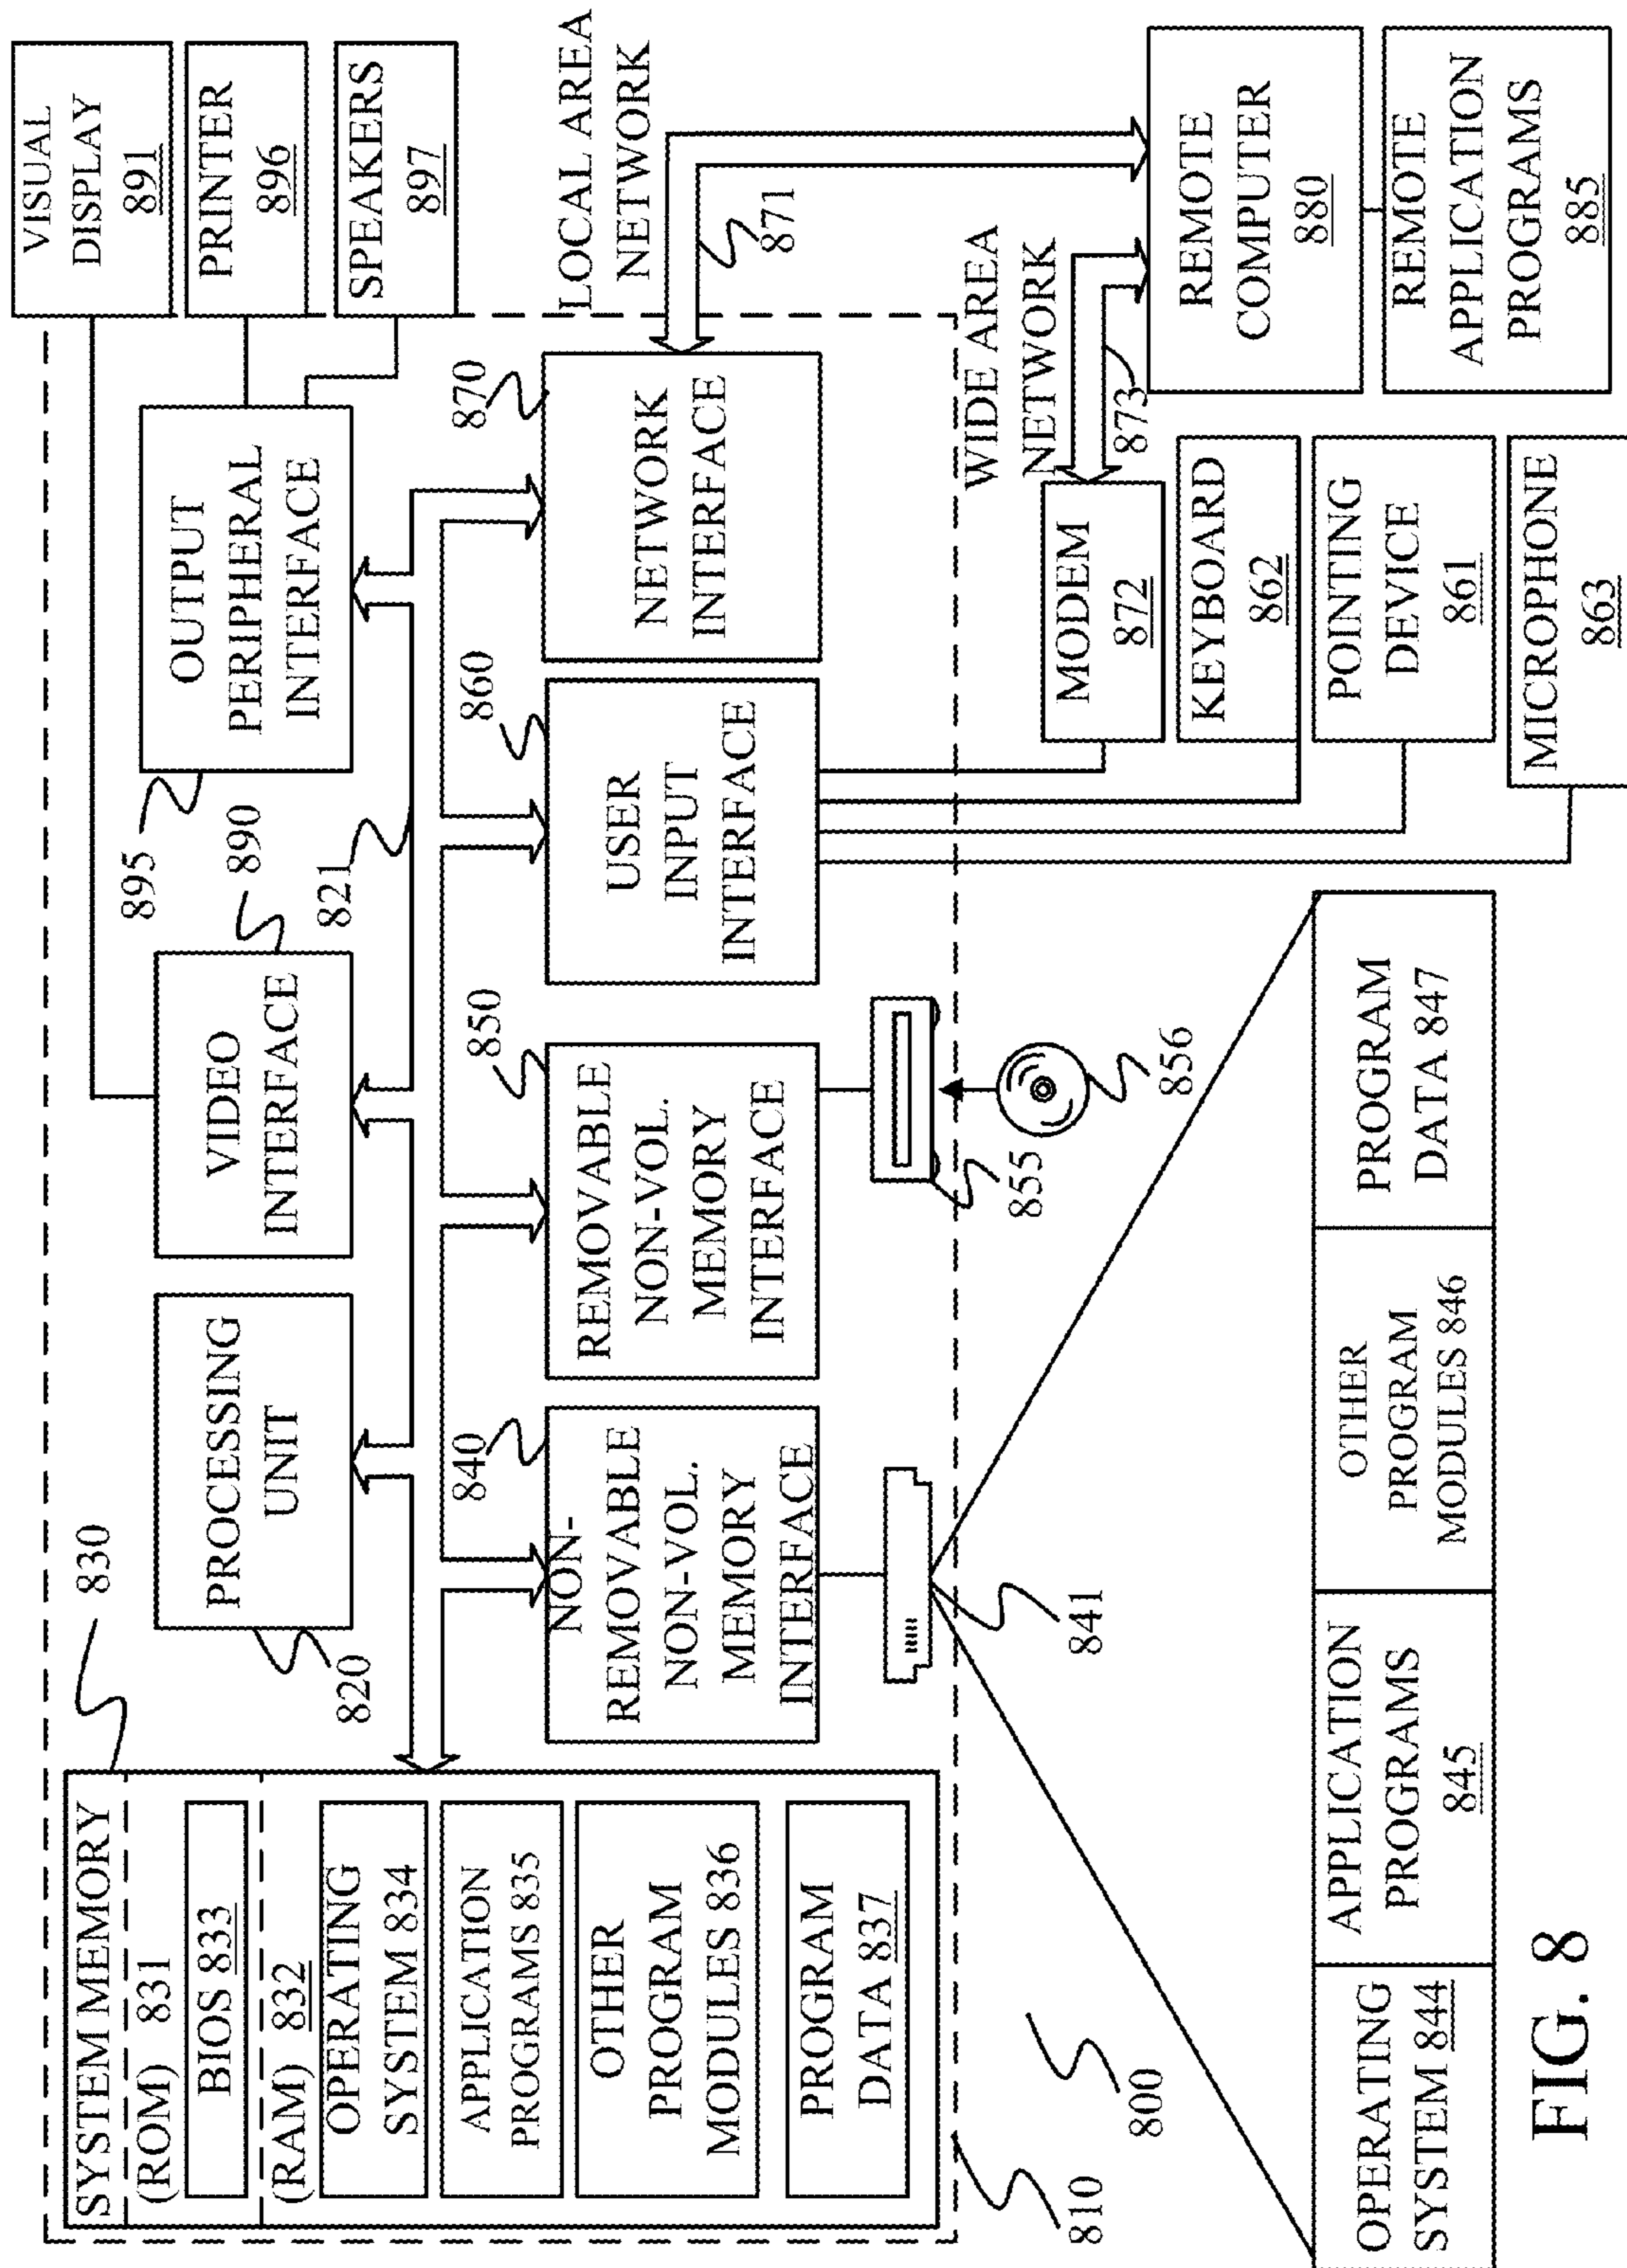 SYSTEM MEMORY
(ROM) 831
BIOS 833
(RAM) 832
OPERATING
SYSTEM 834
APPLICATION
PROGRAMS 835
OTHER
PROGRAM
MODULES 836
PROGRAM
DATA 837
830
820
PROCESSING
UNIT
VIDEO
INTERFACE
890
895
821
OUTPUT
PERIPHERAL
INTERFACE
VISUAL
DISPLAY
891
PRINTER
896
SPEAKERS
897
840
NON-
REMOVABLE
NON-VOL.
MEMORY
INTERFACE
850
REMOVABLE
NON-VOL.
MEMORY
INTERFACE
860
USER
INPUT
INTERFACE
870
NETWORK
INTERFACE
LOCAL AREA
NETWORK
871
WIDE AREA
NETWORK
873
841
855
856
MODEM
872
KEYBOARD
862
POINTING
DEVICE
861
MICROPHONE
863
REMOTE
COMPUTER
880
REMOTE
APPLICATION
PROGRAMS
885
810
800
OPERATING
SYSTEM 844
APPLICATION
PROGRAMS
845
OTHER
PROGRAM
MODULES 846
PROGRAM
DATA 847
FIG. 8